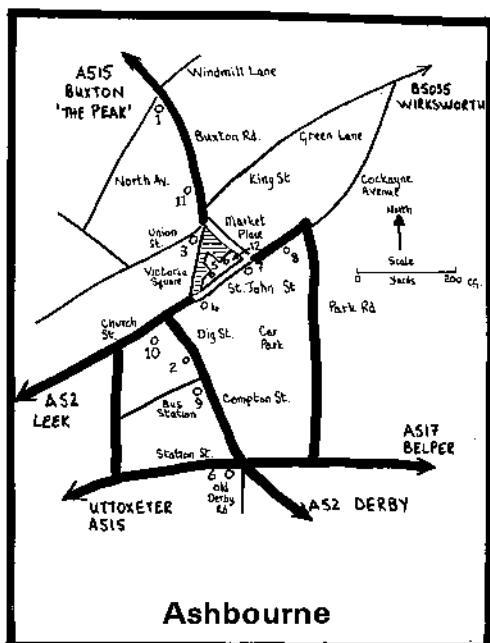 A515
BUXTON
'THE PEAK'
Windmill Lane
B5035
WIRKSWORTH
1
Buxton Rd.
Green Lane
North Av.
King St
Cockayne
Avenue
11
Market
Place
North
Union
St.
3
12
7
8
Scale
0
Yards
200
CG.
Victoria
Square
5
St. John St
4
Park Rd
Church
St.
Dig St.
Car
Park
10
2
A52
LEEK
Bus
Station
9
Compton St.
A517
BELPER
Station St.
6
Old
Derby
Rd
UTTOXETER
A515
A52 DERBY
Ashbourne